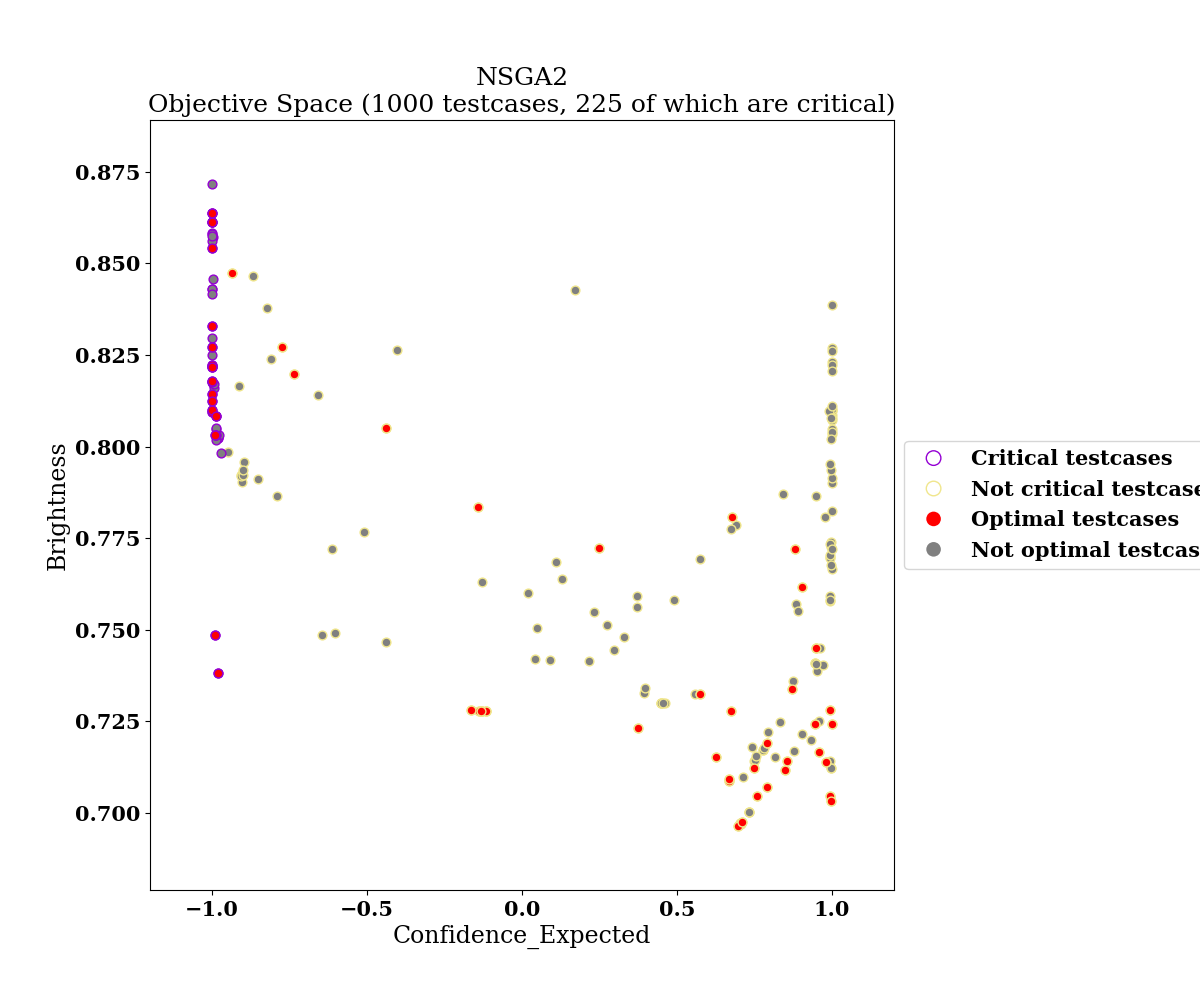 NSGA2
Objective Space (1000 testcases, 225 of which are critical)
0.875
0.850
0.825
0.800
0.775
0.750
0.725
0.700
Brightness
−1.0
−0.5
0.0
0.5
1.0
Confidence_Expected
Critical testcases
Not critical testcase
Optimal testcases
Not optimal testcas